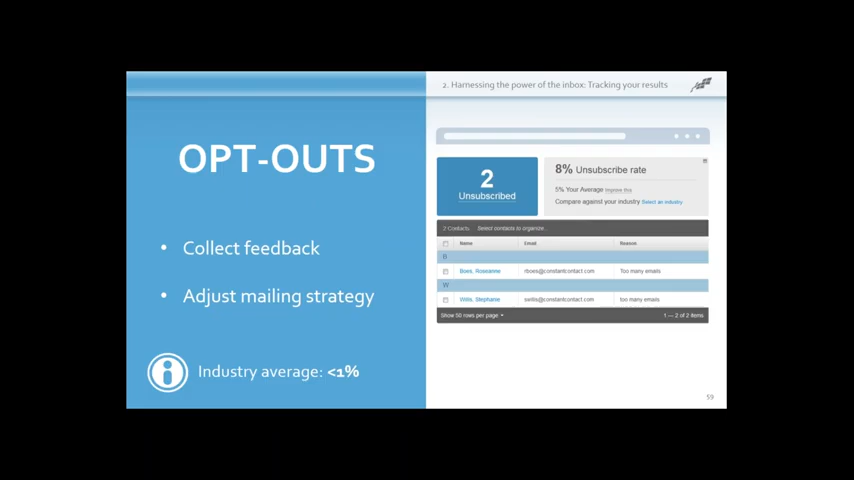 2. Harnessing the power of the inbox: Tracking your results
OPT-OUTS
• Collect feedback
• Adjust mailing strategy
Industry average: <1%
2
Unsubscribed
8% Unsubscribe rate
5% Your Average Improve this
Compare against your industry Select an industry
2 Contacts Select contacts to organize...
Name Email Reason
B
Boes, Roseanne rboes@constantcontact.com Too many emails
W
Willis, Stephanie swillis@constantcontact.com too many emails
Show 50 rows per page 1 — 2 of 2 items
59